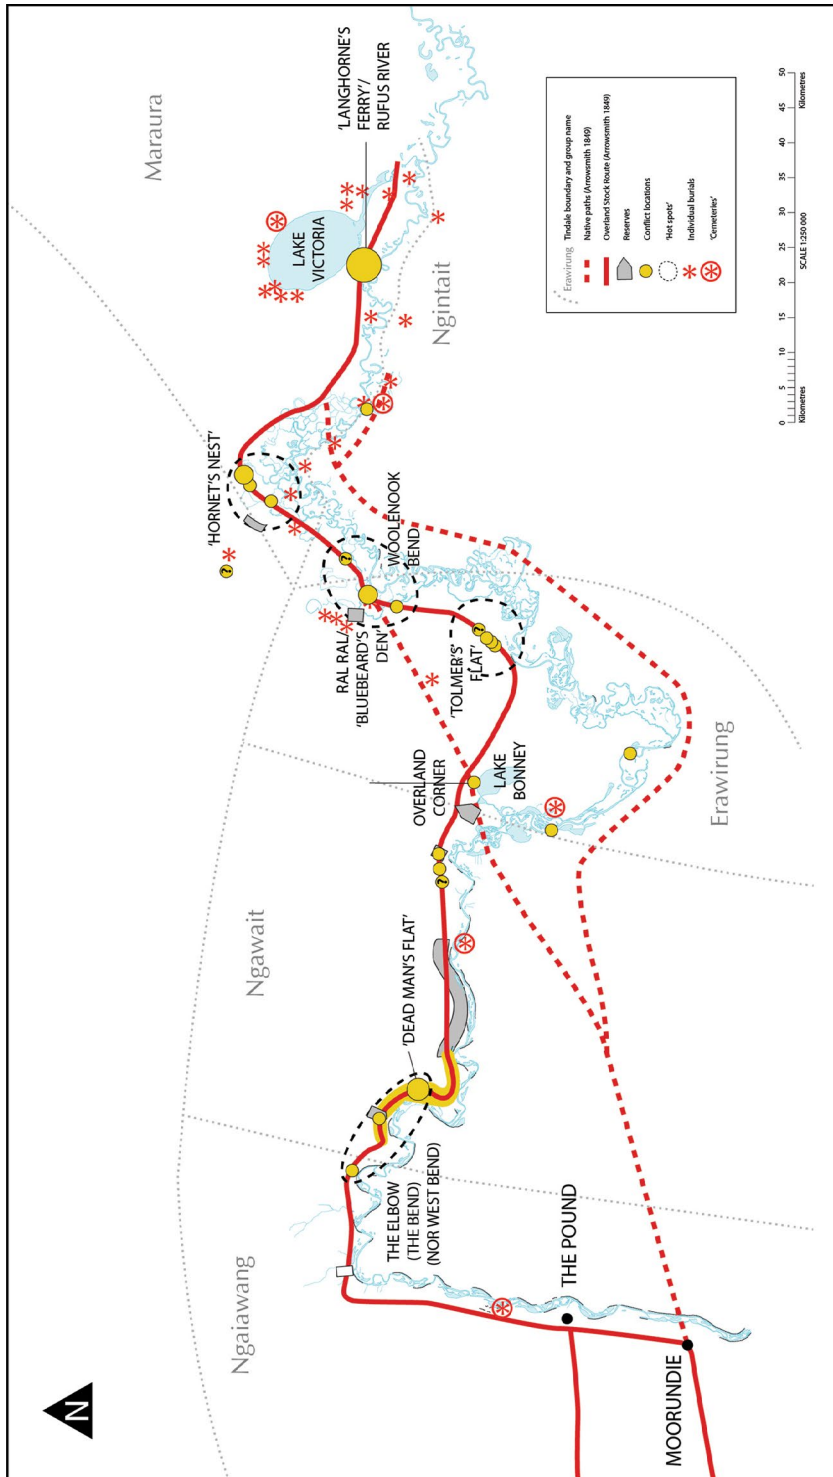 N
Ngaiawang
Ngawait
Maraura
Ngintait
Erawirung
'HORNET'S NEST'
LAKE
VICTORIA
'LANGHORNE'S
FERRY'/
RUFUS RIVER
RAL RAL/
'BLUEBEARD'S
DEN'
WOOLENOOK
BEND
'TOLMER'S
FLAT'
OVERLAND
CORNER
LAKE
BONNEY
'DEAD MAN'S FLAT'
THE ELBOW
(THE BEND)
(NOR WEST BEND)
THE POUND
MOORUNDIE
?
?
?
?
Erawirung Tindale boundary and group name
Native paths (Arrowsmith 1849)
Overland Stock Route (Arrowsmith 1849)
Reserves
Conflict locations
'Hot spots'
Individual burials
'Cemeteries'
0 5 10 15 20 25 30 35 40 45 50
Kilometres Kilometres
SCALE 1:250 000